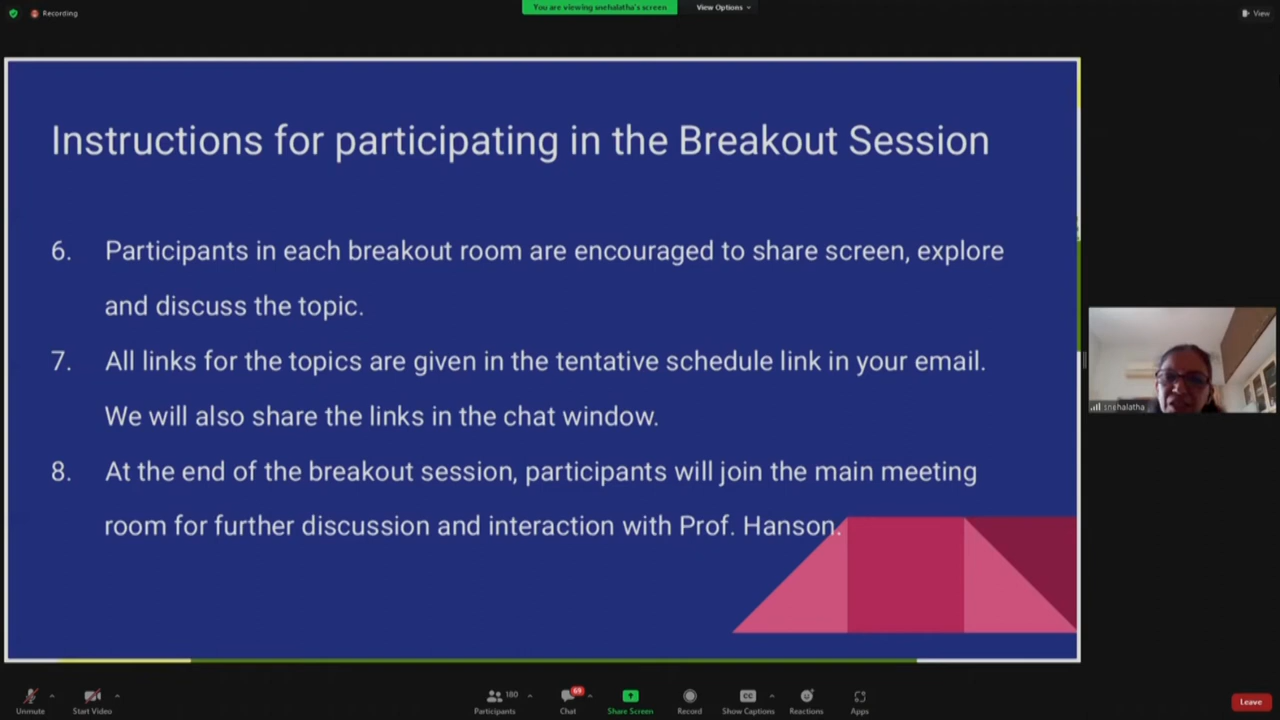 Recording
You are viewing snehalatha's screen
View Options
View
Instructions for participating in the Breakout Session
6. Participants in each breakout room are encouraged to share screen, explore
and discuss the topic.
7. All links for the topics are given in the tentative schedule link in your email.
We will also share the links in the chat window.
8. At the end of the breakout session, participants will join the main meeting
room for further discussion and interaction with Prof. Hanson.
snehalatha
Unmute
Start Video
180
Participants
69
Chat
Share Screen
Record
CC
Show Captions
Reactions
Apps
Leave